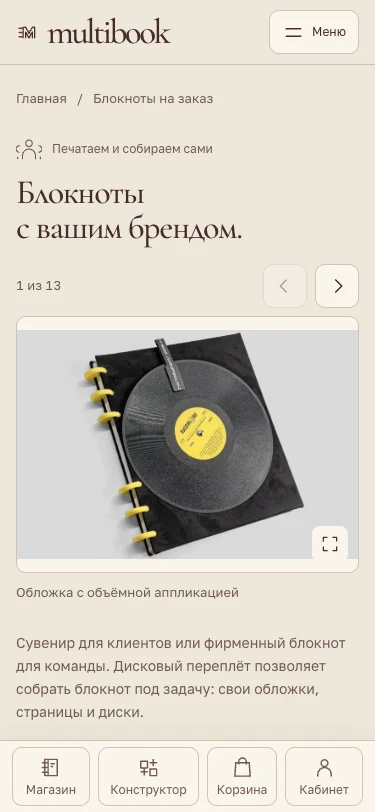 multibook
Меню
Главная / Блокноты на заказ
Печатаем и собираем сами
Блокноты
с вашим брендом.
1 из 13
Обложка с объёмной аппликацией
Сувенир для клиентов или фирменный блокнот
для команды. Дисковый переплёт позволяет
собрать блокнот под задачу: свои обложки,
страницы и диски.
Магазин
Конструктор
Корзина
Кабинет